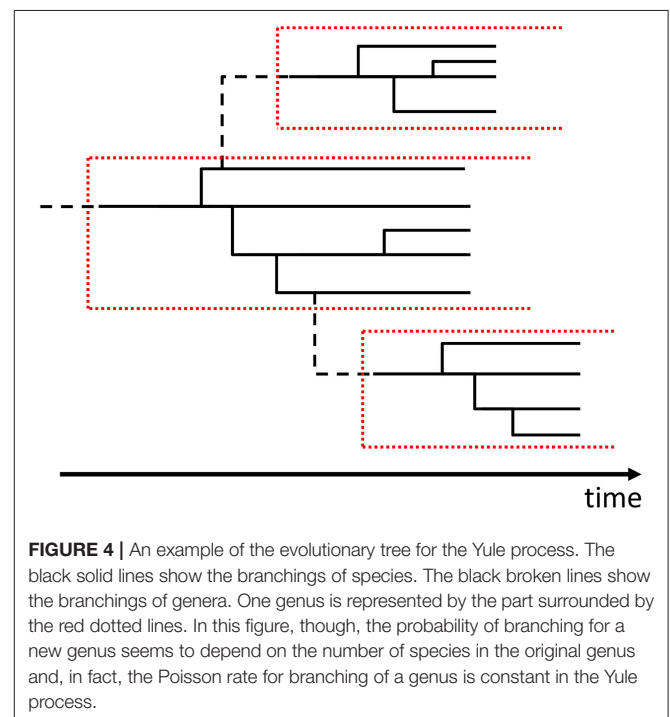 time
FIGURE 4 | An example of the evolutionary tree for the Yule process. The
black solid lines show the branchings of species. The black broken lines show
the branchings of genera. One genus is represented by the part surrounded by
the red dotted lines. In this figure, though, the probability of branching for a
new genus seems to depend on the number of species in the original genus
and, in fact, the Poisson rate for branching of a genus is constant in the Yule
process.